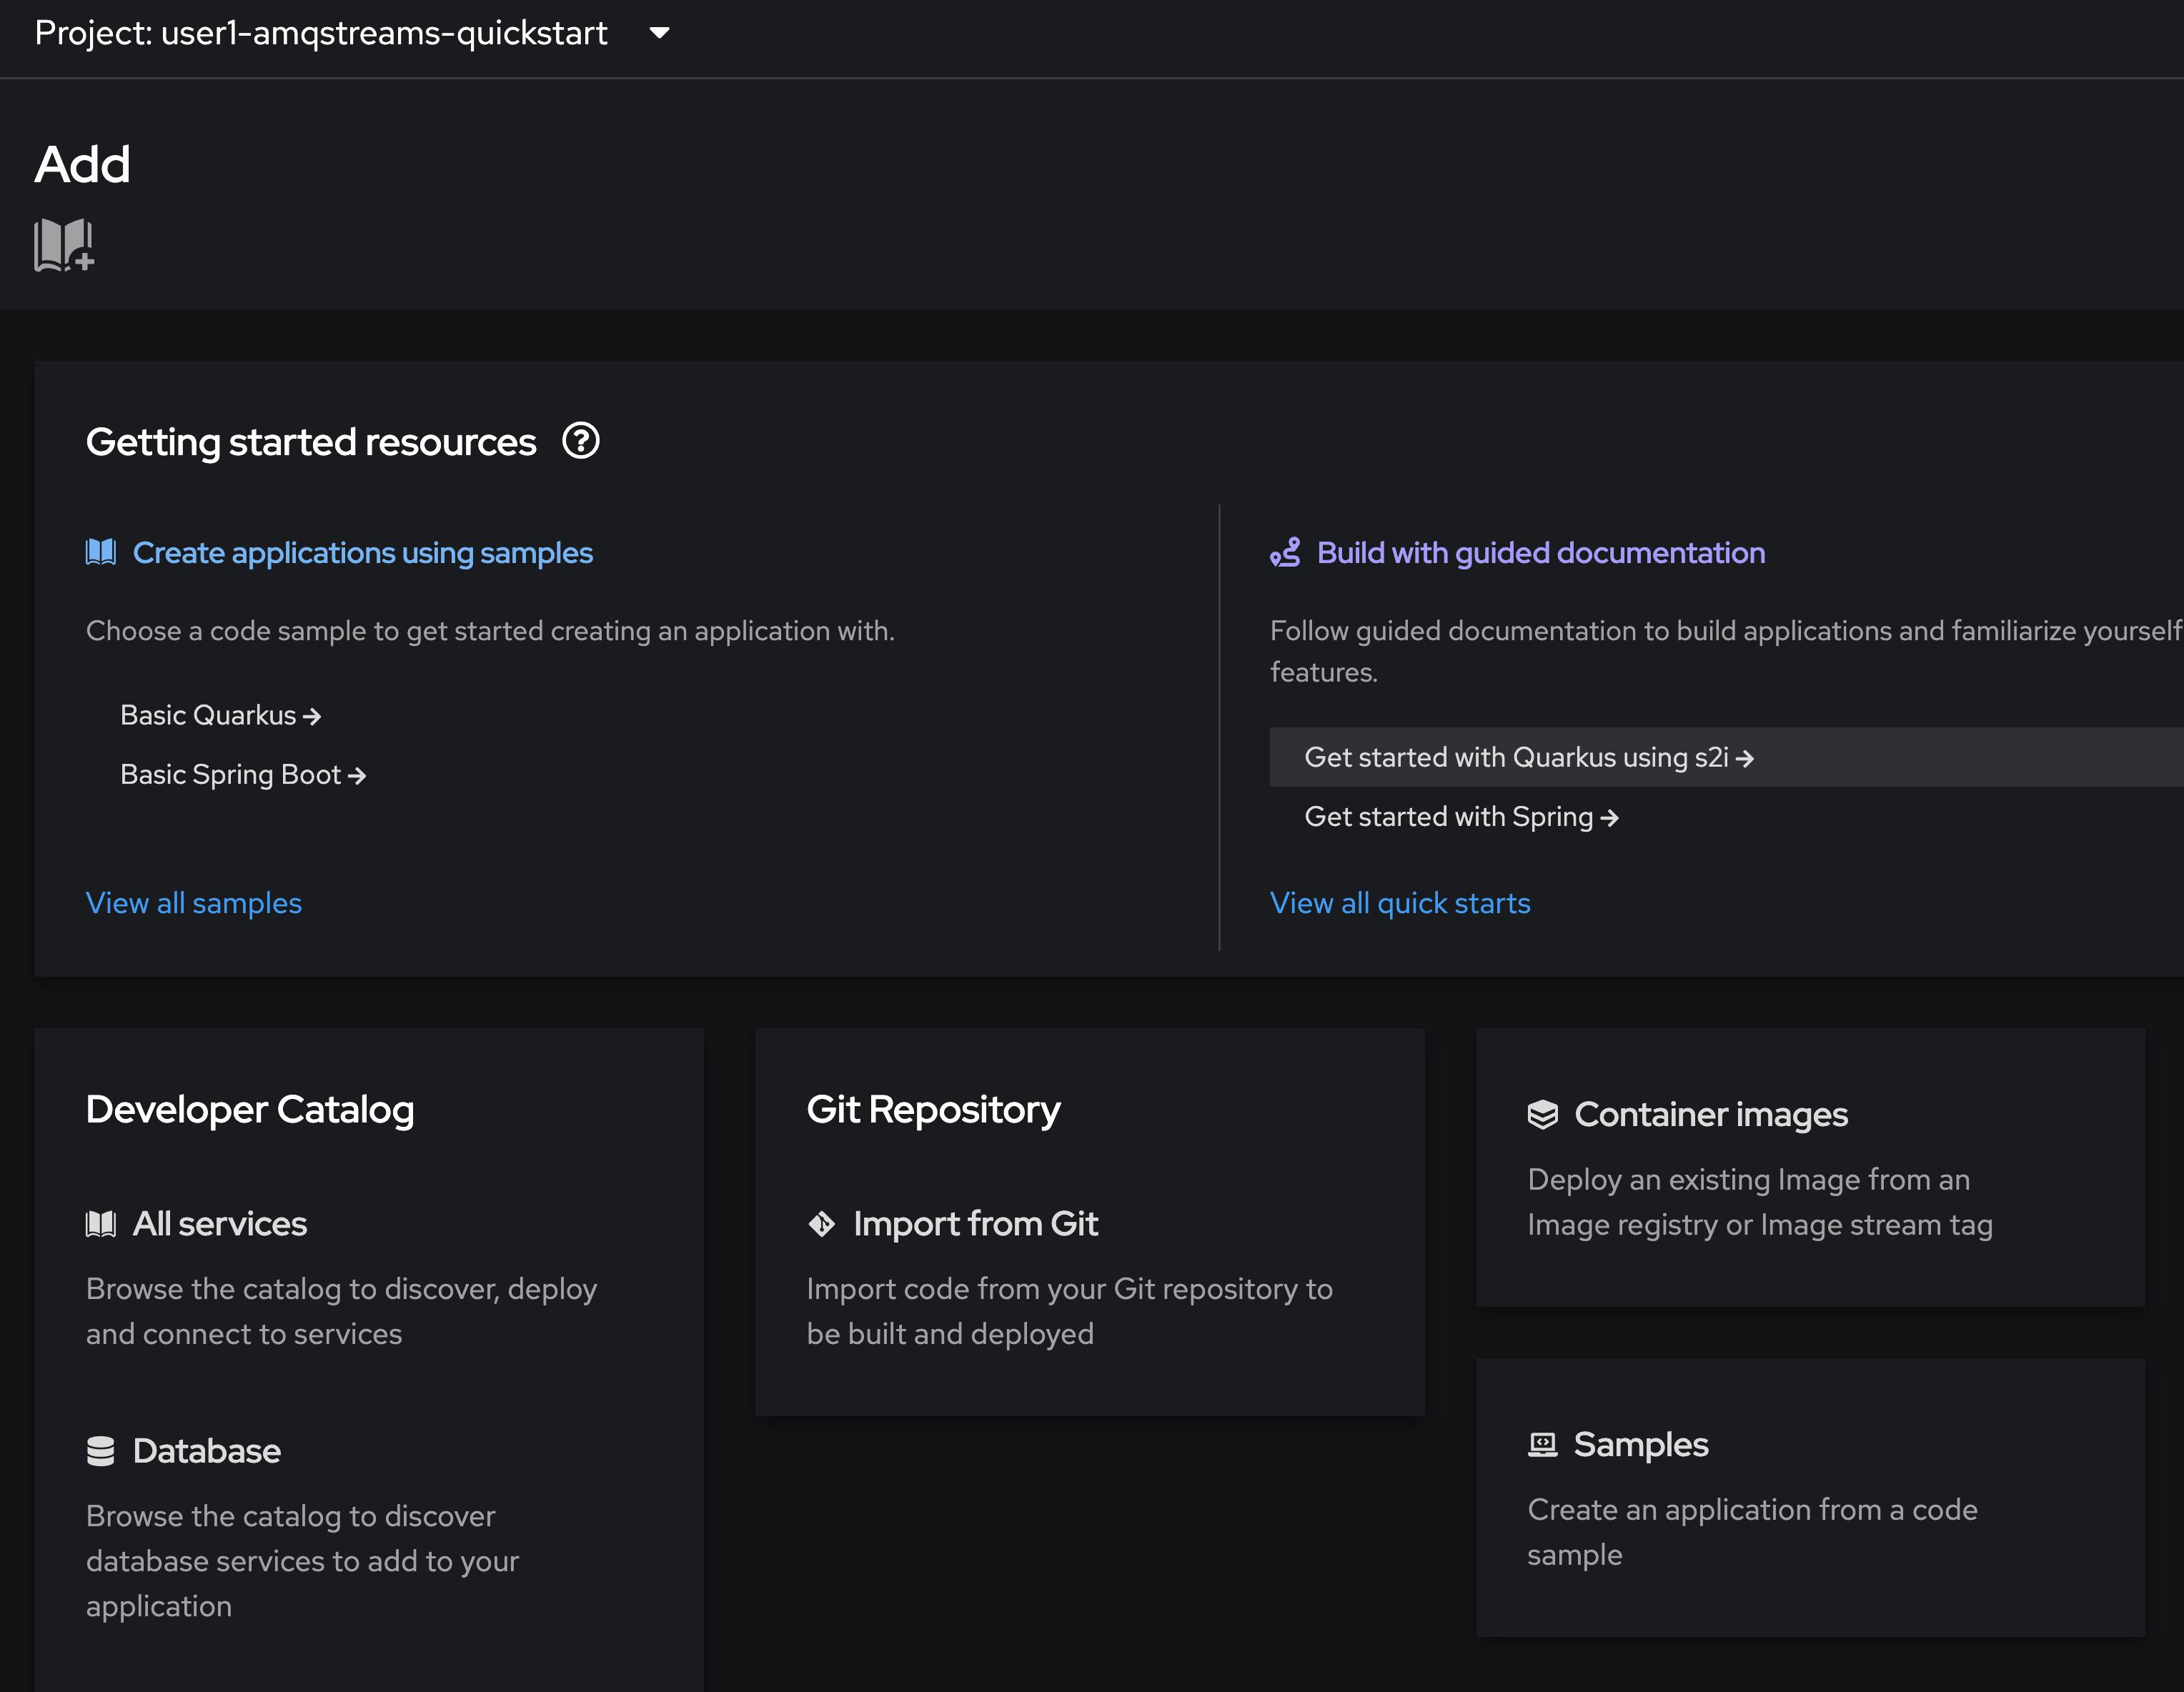 Project: user1-amqstreams-quickstart
Add
Getting started resources
Create applications using samples
Choose a code sample to get started creating an application with.
Basic Quarkus
Basic Spring Boot
View all samples
Build with guided documentation
Follow guided documentation to build applications and familiarize yourself
features.
Get started with Quarkus using s2i
Get started with Spring
View all quick starts
Developer Catalog
All services
Browse the catalog to discover, deploy
and connect to services
Database
Browse the catalog to discover
database services to add to your
application
Git Repository
Import from Git
Import code from your Git repository to
be built and deployed
Container images
Deploy an existing Image from an
Image registry or Image stream tag
Samples
Create an application from a code
sample